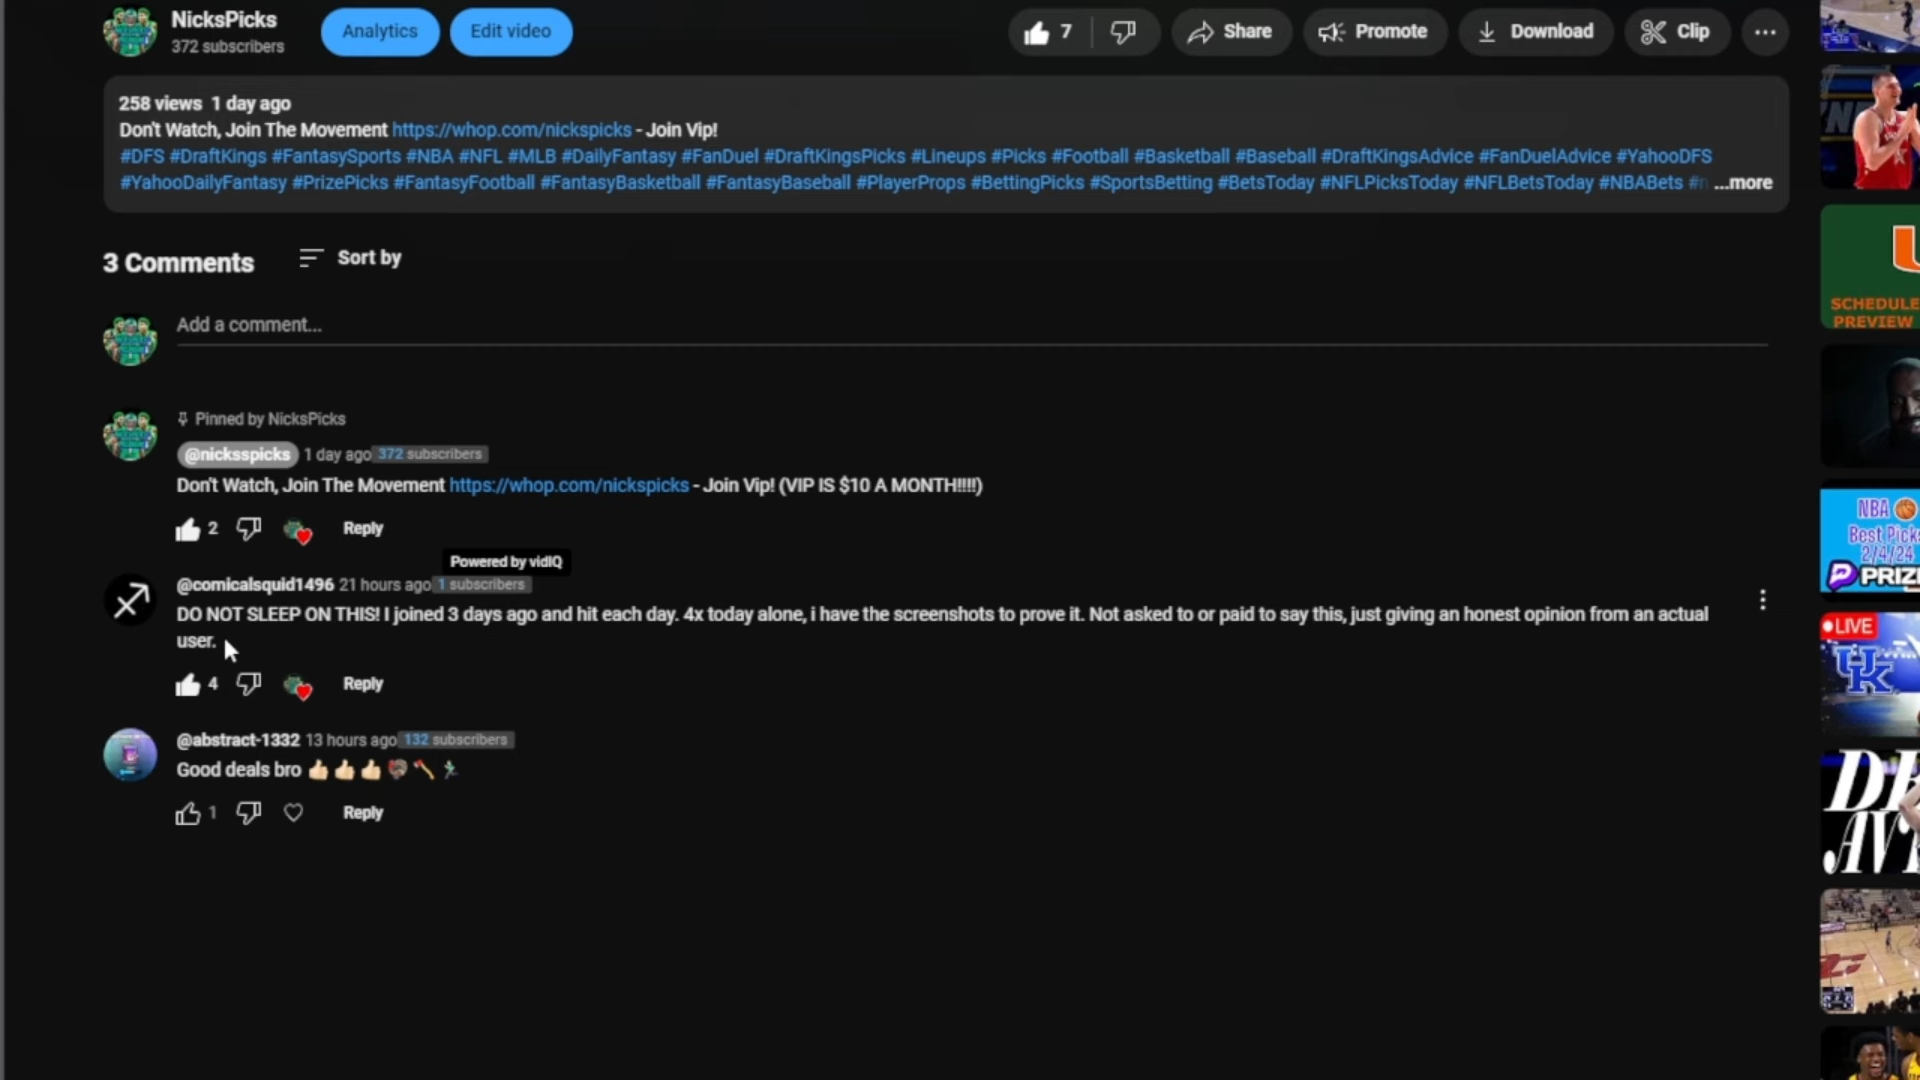 NicksPicks
372 subscribers
Analytics
Edit video
7
Share
Promote
Download
Clip
258 views 1 day ago
Don't Watch, Join The Movement https://whop.com/nickspicks - Join Vip!
#DFS #DraftKings #FantasySports #NBA #NFL #MLB #DailyFantasy #FanDuel #DraftKingsPicks #Lineups #Picks #Football #Basketball #Baseball #DraftKingsAdvice #FanDuelAdvice #YahooDFS
#YahooDailyFantasy #PrizePicks #FantasyFootball #FantasyBasketball #FantasyBaseball #PlayerProps #BettingPicks #SportsBetting #BetsToday #NFLPicksToday #NFLBetsToday #NBABets #n ...more
3 Comments
Sort by
Add a comment...
Pinned by NicksPicks
@nicksspicks 1 day ago 372 subscribers
Don't Watch, Join The Movement https://whop.com/nickspicks - Join Vip! (VIP IS $10 A MONTH!!!!)
2
Reply
Powered by vidIQ
@comicalsquid1496 21 hours ago 1 subscribers
DO NOT SLEEP ON THIS! I joined 3 days ago and hit each day. 4x today alone, i have the screenshots to prove it. Not asked to or paid to say this, just giving an honest opinion from an actual
user.
4
Reply
@abstract-1332 13 hours ago 132 subscribers
Good deals bro
1
Reply
SCHEDULE
PREVIEW
NBA
Best Picks
2/4/24
PRIZE
LIVE
UK